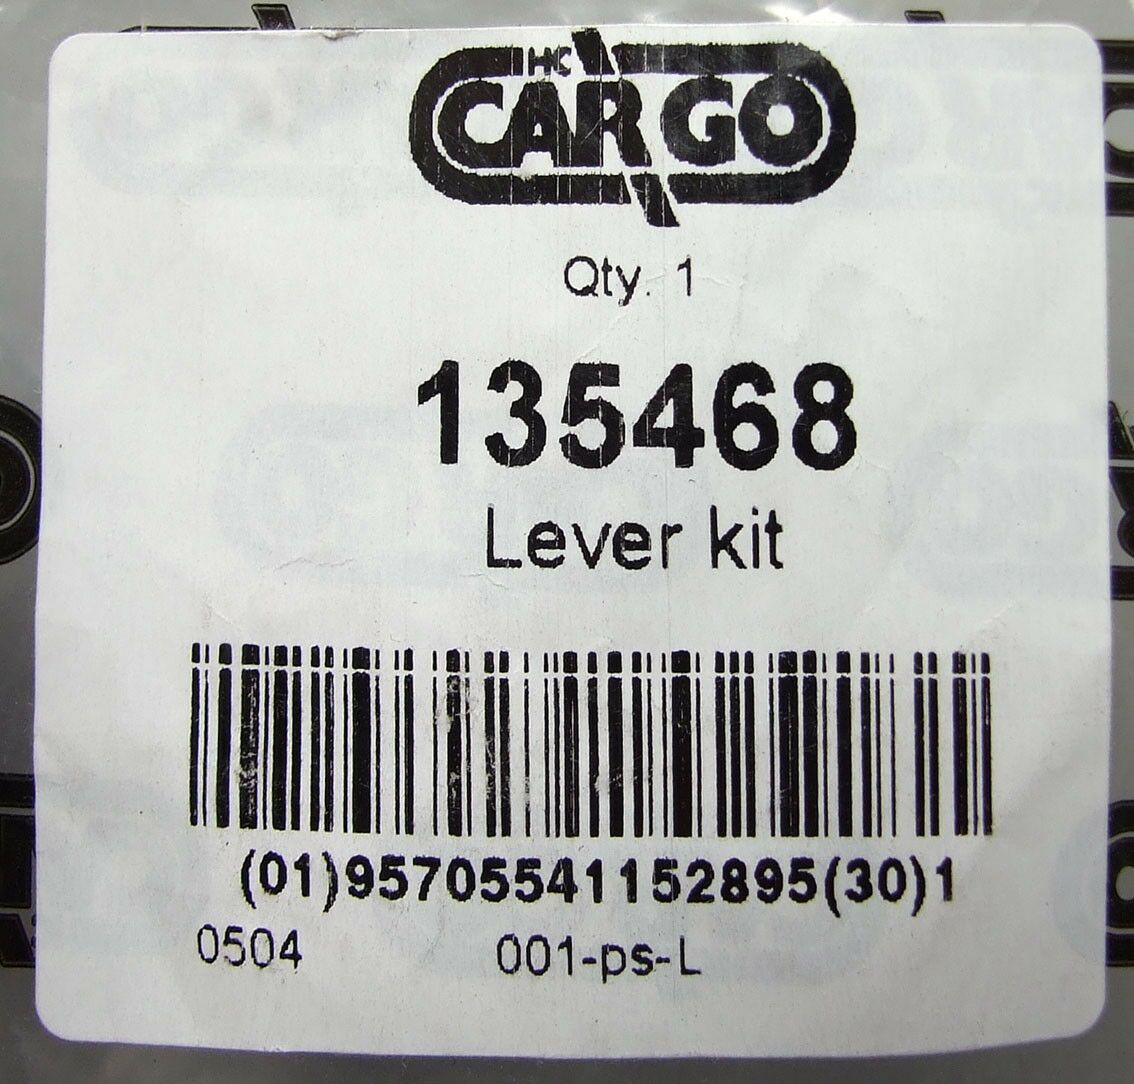 HC
CARGO
Qty. 1
135468
Lever kit
(01)95705541152895(30)1
0504 001-ps-L